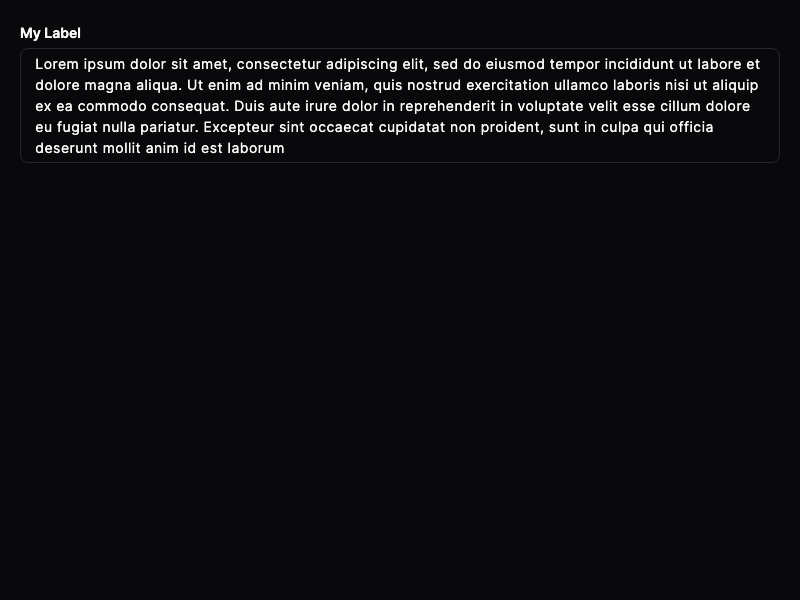 My Label
Lorem ipsum dolor sit amet, consectetur adipiscing elit, sed do eiusmod tempor incididunt ut labore et
dolore magna aliqua. Ut enim ad minim veniam, quis nostrud exercitation ullamco laboris nisi ut aliquip
ex ea commodo consequat. Duis aute irure dolor in reprehenderit in voluptate velit esse cillum dolore
eu fugiat nulla pariatur. Excepteur sint occaecat cupidatat non proident, sunt in culpa qui officia
deserunt mollit anim id est laborum